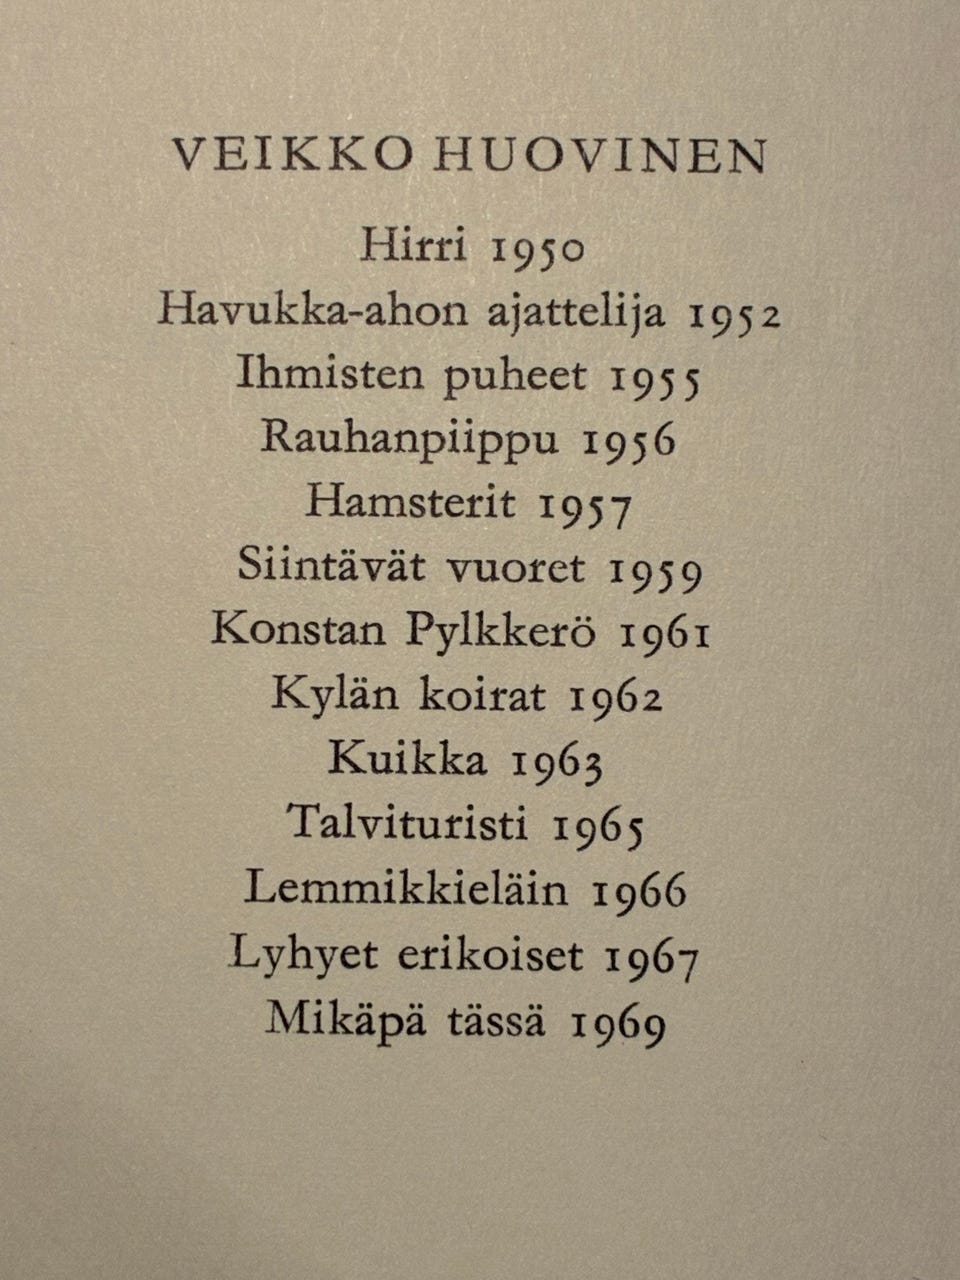 VEIKKO HUOVINEN
Hirri 1950
Havukka-ahon ajattelija 1952
Ihmisten puheet 1955
Rauhanpiippu 1956
Hamsterit 1957
Siintävät vuoret 1959
Konstan Pylkkerö 1961
Kylän koirat 1962
Kuikka 1963
Talvituristi 1965
Lemmikkieläin 1966
Lyhyet erikoiset 1967
Mikäpä tässä 1969